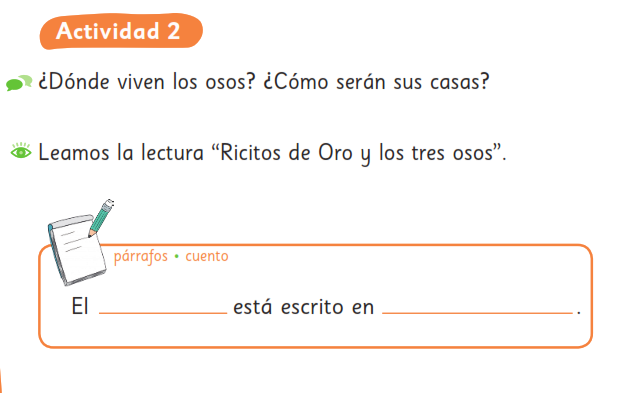 Actividad 2
¿Dónde viven los osos? ¿Cómo serán sus casas?
Leamos la lectura “Ricitos de Oro y los tres osos”.
párrafos • cuento
El ____________ está escrito en __________________ .